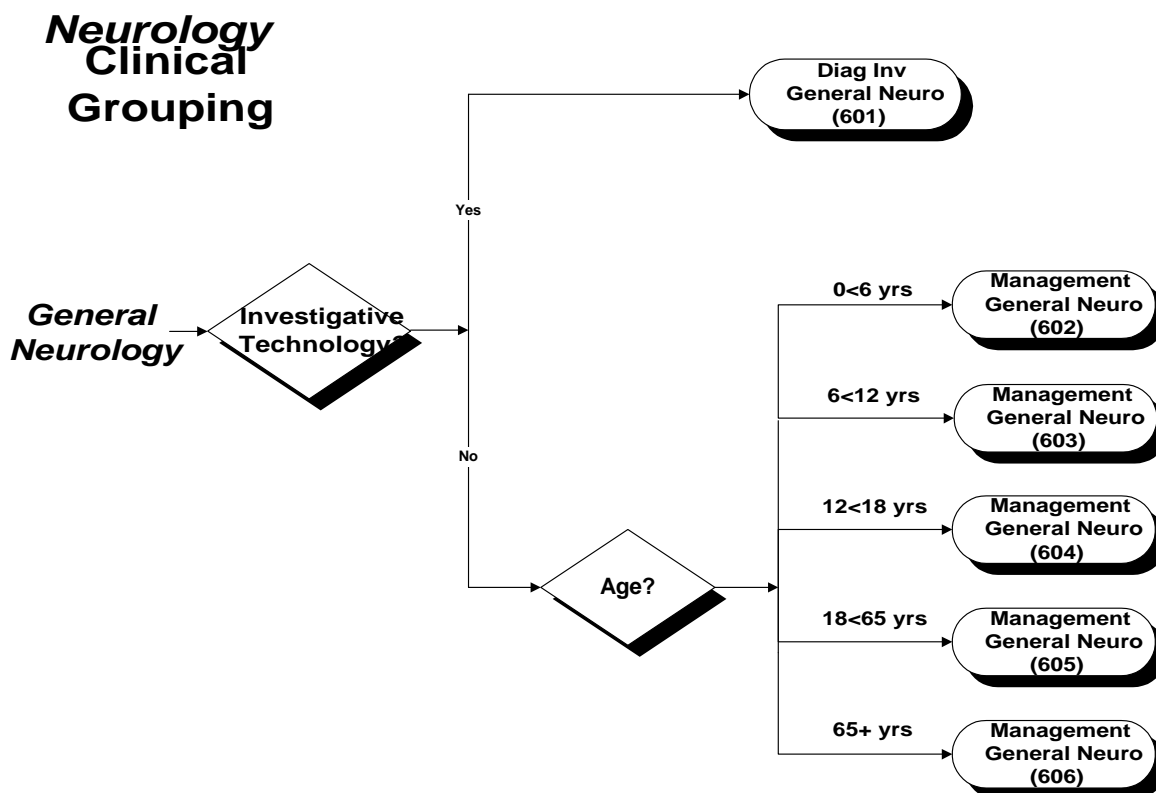 Neurology
Clinical
Grouping
Diag Inv
General Neuro
(601)
Yes
General
Neurology
Investigative
Technology?
No
Age?
0<6 yrs
Management
General Neuro
(602)
6<12 yrs
Management
General Neuro
(603)
12<18 yrs
Management
General Neuro
(604)
18<65 yrs
Management
General Neuro
(605)
65+ yrs
Management
General Neuro
(606)